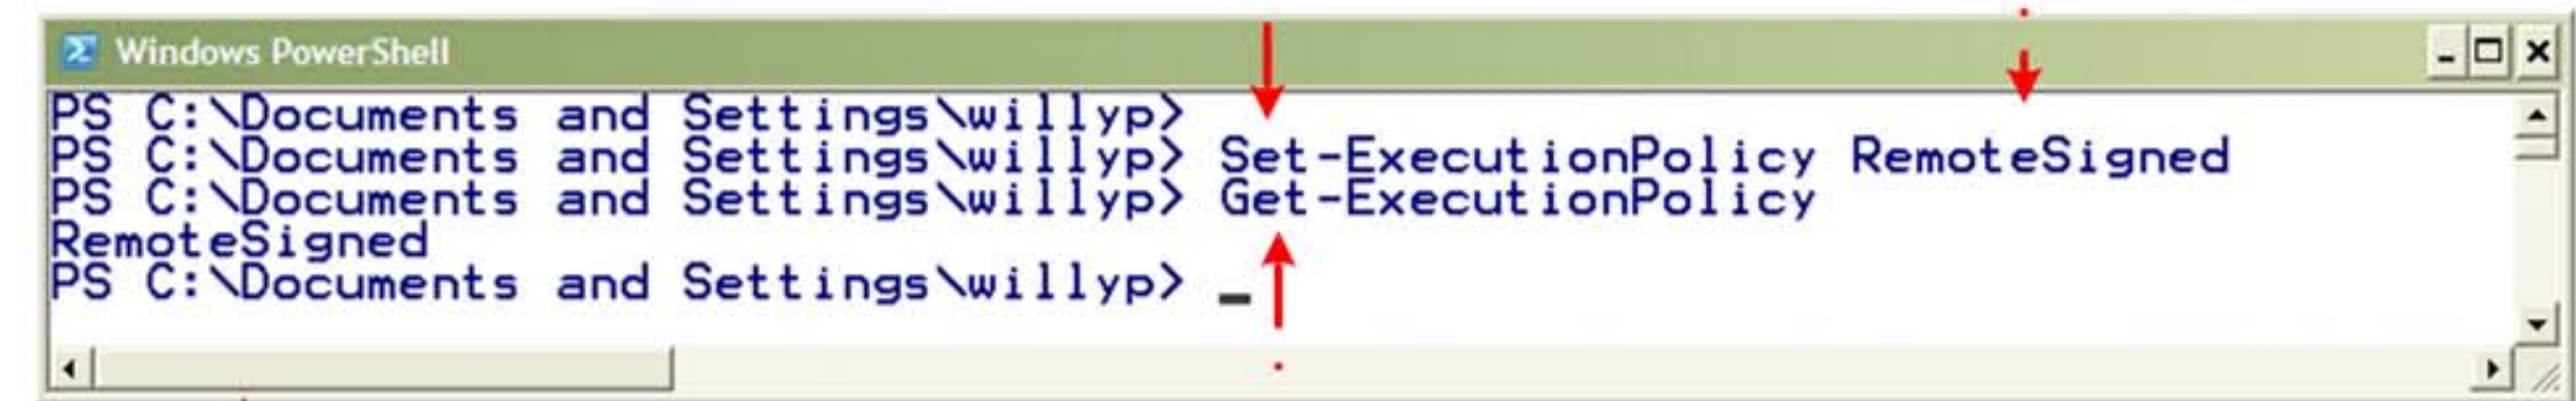 Windows PowerShell
PS C:\Documents and Settings\willyp>
PS C:\Documents and Settings\willyp> Set-ExecutionPolicy RemoteSigned
PS C:\Documents and Settings\willyp> Get-ExecutionPolicy
RemoteSigned
PS C:\Documents and Settings\willyp> _